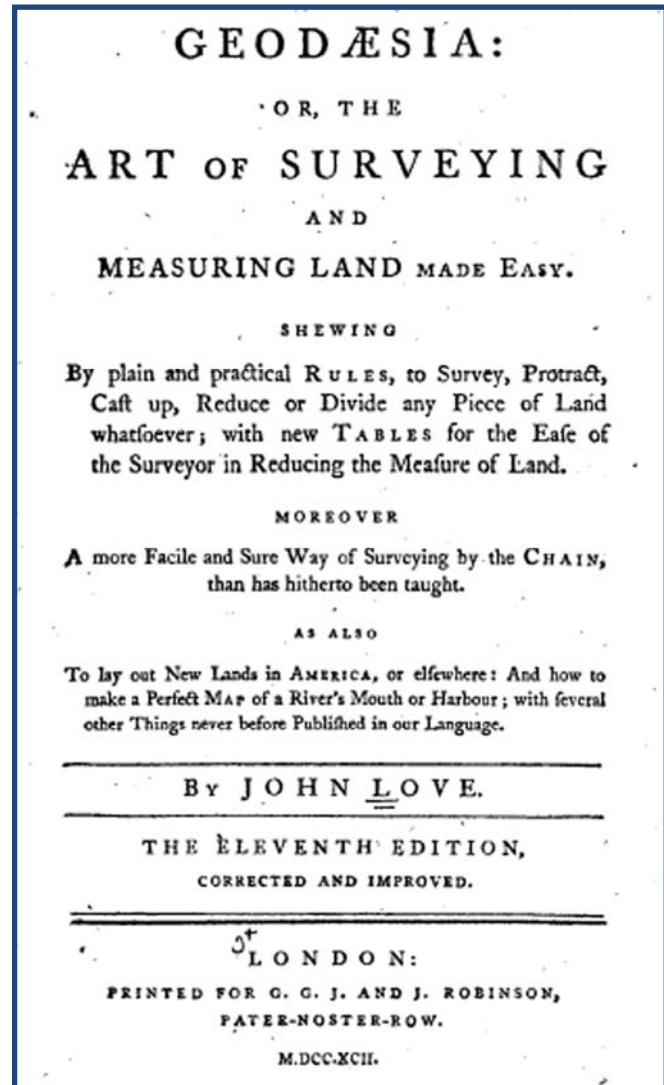 GEODÆSIA:
OR, THE
ART OF SURVEYING
AND
MEASURING LAND MADE EASY.
SHEWING
By plain and practical RULES, to Survey, Protract,
Caſt up, Reduce or Divide any Piece of Land
whatſoever; with new TABLES for the Eaſe of
the Surveyor in Reducing the Meaſure of Land.
MOREOVER
A more Facile and Sure Way of Surveying by the CHAIN,
than has hitherto been taught.
AS ALSO
To lay out New Lands in AMERICA, or elſewhere: And how to
make a Perfect MAP of a River's Mouth or Harbour; with ſeveral
other Things never before Publiſhed in our Language.
BY JOHN LOVE.
THE ELEVENTH EDITION,
CORRECTED AND IMPROVED.
LONDON:
PRINTED FOR G. G. J. AND J. ROBINSON,
PATER-NOSTER-ROW.
M.DCC.XCII.